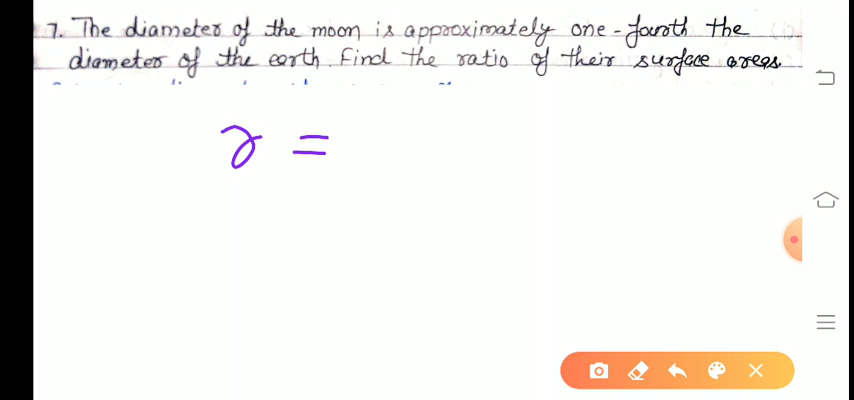 7. The diameter of the moon is approximately one-fourth the
diameter of the earth. Find the ratio of their surface areas.
r =